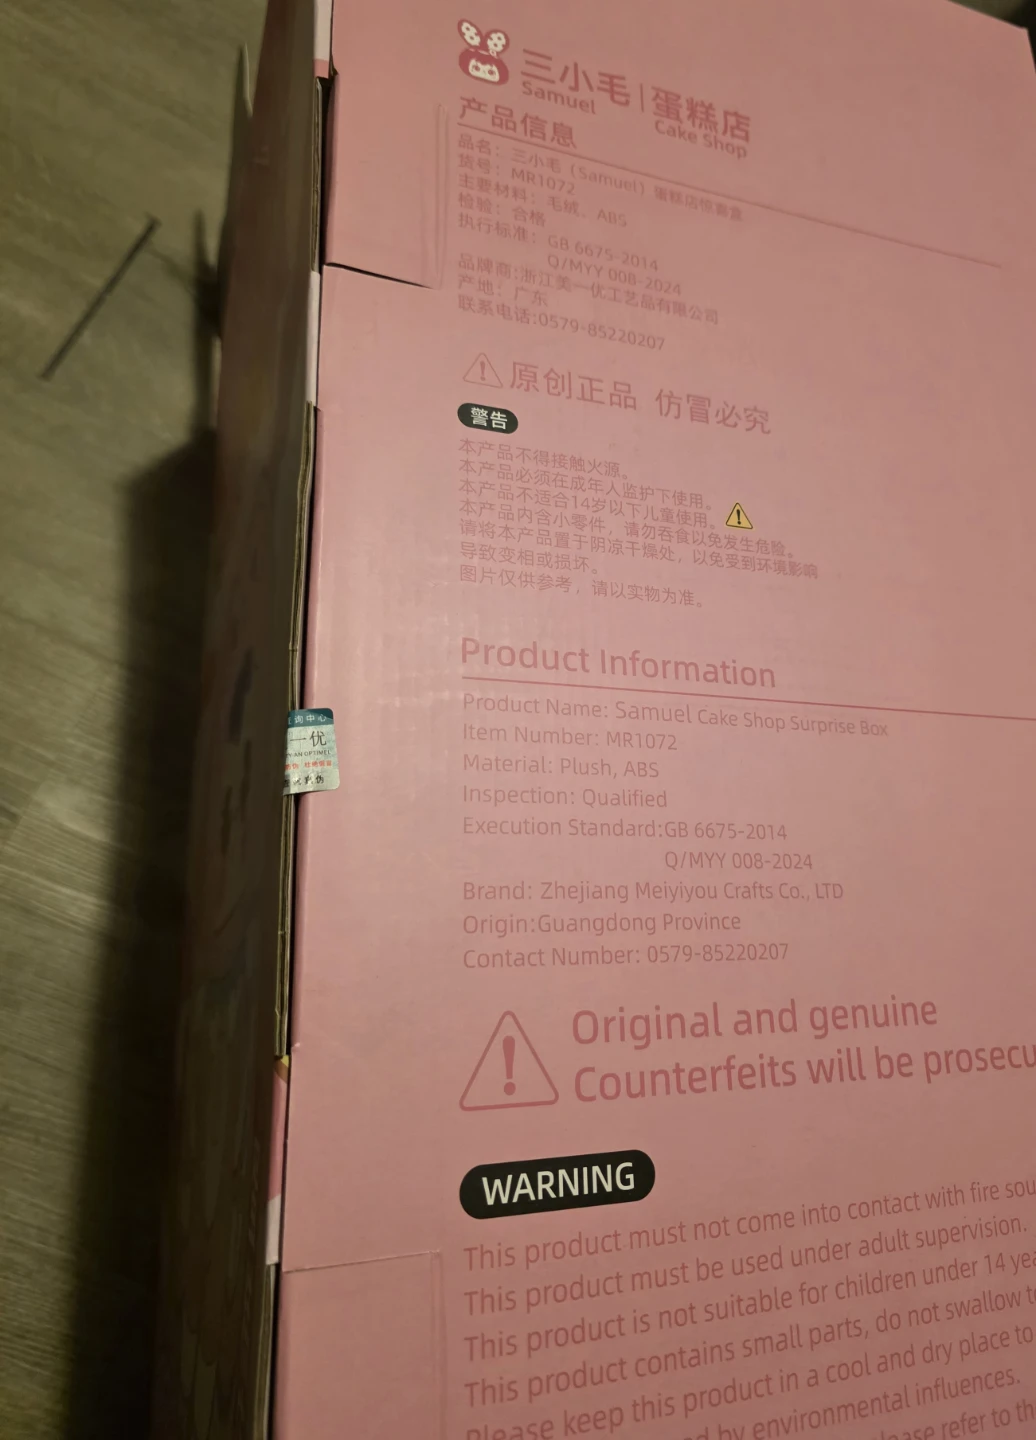 三小毛 | 蛋糕店
Samuel Cake Shop
产品信息
品名：三小毛（Samuel）蛋糕店惊喜盒
货号：MR1072
主要材料：毛绒、ABS
检验：合格
执行标准：GB 6675-2014
Q/MYY 008-2024
品牌商:浙江美一优工艺品有限公司
产地：广东
联系电话:0579-85220207
原创正品 仿冒必究
警告
本产品不得接触火源。
本产品必须在成年人监护下使用。
本产品不适合14岁以下儿童使用。
本产品内含小零件，请勿吞食以免发生危险。
请将本产品置于阴凉干燥处，以免受到环境影响
导致变相或损坏。
图片仅供参考，请以实物为准。
Product Information
Product Name: Samuel Cake Shop Surprise Box
Item Number: MR1072
Material: Plush, ABS
Inspection: Qualified
Execution Standard:GB 6675-2014
Q/MYY 008-2024
Brand: Zhejiang Meiyiyou Crafts Co., LTD
Origin:Guangdong Province
Contact Number: 0579-85220207
Original and genuine
Counterfeits will be prosecu
WARNING
This product must not come into contact with fire sou
This product must be used under adult supervision.
This product is not suitable for children under 14 yea
This product contains small parts, do not swallow to
Please keep this product in a cool and dry place to
d by environmental influences.
ease refer to th
询中心
一优